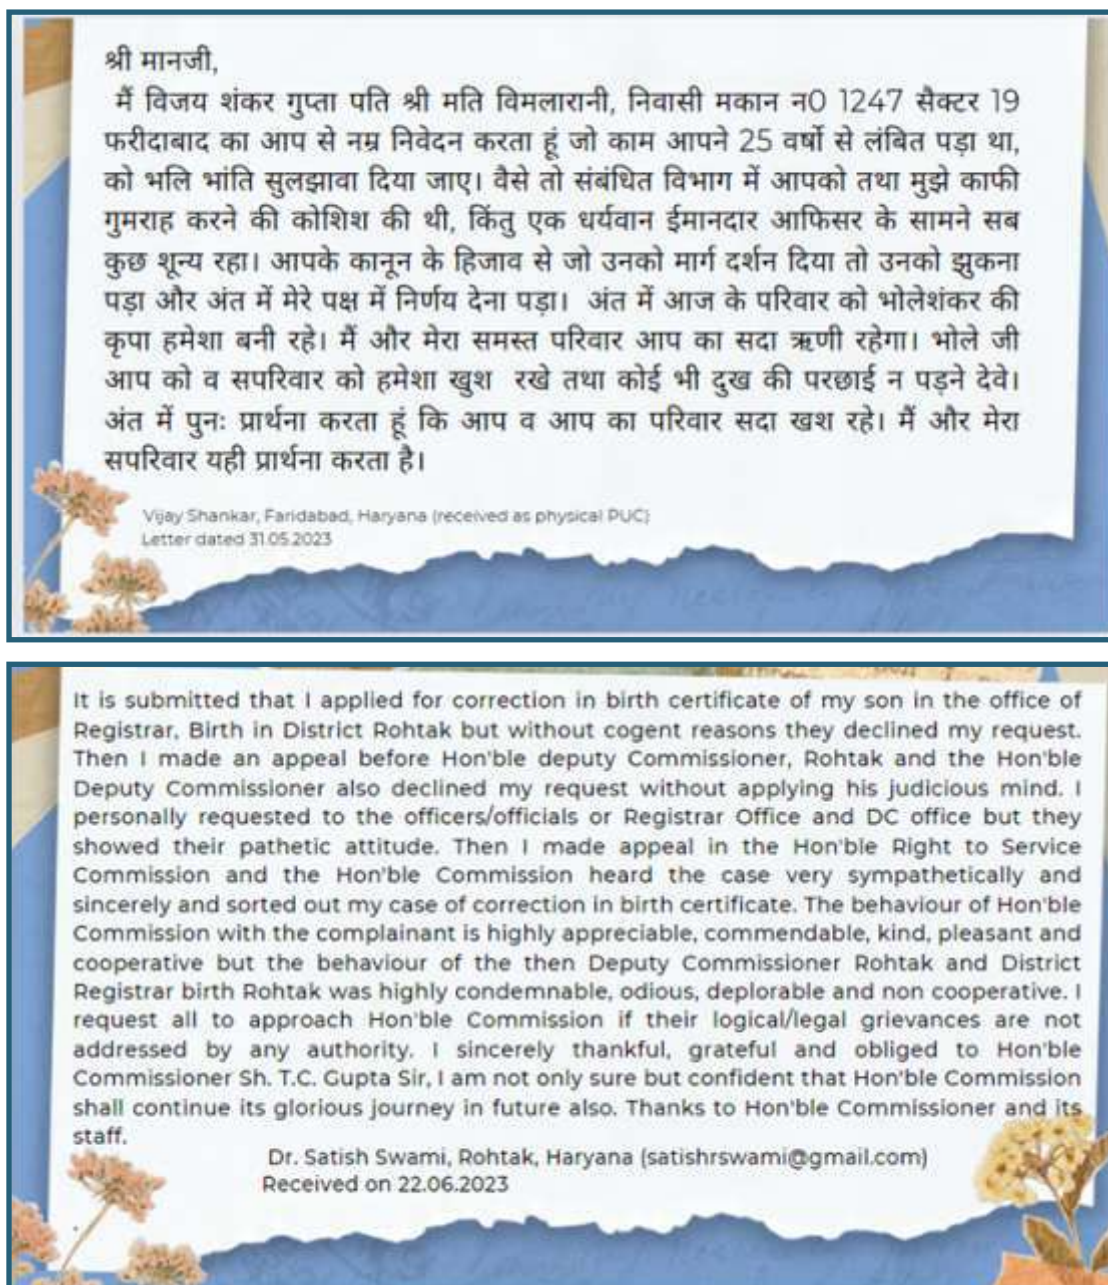 श्री मानजी,
मैं विजय शंकर गुप्ता पति श्री मति विमलारानी, निवासी मकान न0 1247 सैक्टर 19
फरीदाबाद का आप से नम्र निवेदन करता हूं जो काम आपने 25 वर्षो से लंबित पड़ा था,
को भलि भांति सुलझावा दिया जाए। वैसे तो संबंधित विभाग में आपको तथा मुझे काफी
गुमराह करने की कोशिश की थी, किंतु एक धर्यवान ईमानदार आफिसर के सामने सब
कुछ शून्य रहा। आपके कानून के हिजाव से जो उनको मार्ग दर्शन दिया तो उनको झुकना
पड़ा और अंत में मेरे पक्ष में निर्णय देना पड़ा। अंत में आज के परिवार को भोलेशंकर की
कृपा हमेशा बनी रहे। मैं और मेरा समस्त परिवार आप का सदा ऋणी रहेगा। भोले जी
आप को व सपरिवार को हमेशा खुश रखे तथा कोई भी दुख की परछाई न पड़ने देवे।
अंत में पुनः प्रार्थना करता हूं कि आप व आप का परिवार सदा खश रहे। मैं और मेरा
सपरिवार यही प्रार्थना करता है।
Vijay Shankar, Faridabad, Haryana (received as physical PUC)
Letter dated 31.05.2023
It is submitted that I applied for correction in birth certificate of my son in the office of
Registrar, Birth in District Rohtak but without cogent reasons they declined my request.
Then I made an appeal before Hon'ble deputy Commissioner, Rohtak and the Hon'ble
Deputy Commissioner also declined my request without applying his judicious mind. I
personally requested to the officers/officials or Registrar Office and DC office but they
showed their pathetic attitude. Then I made appeal in the Hon'ble Right to Service
Commission and the Hon'ble Commission heard the case very sympathetically and
sincerely and sorted out my case of correction in birth certificate. The behaviour of Hon'ble
Commission with the complainant is highly appreciable, commendable, kind, pleasant and
cooperative but the behaviour of the then Deputy Commissioner Rohtak and District
Registrar birth Rohtak was highly condemnable, odious, deplorable and non cooperative. I
request all to approach Hon'ble Commission if their logical/legal grievances are not
addressed by any authority. I sincerely thankful, grateful and obliged to Hon'ble
Commissioner Sh. T.C. Gupta Sir, I am not only sure but confident that Hon'ble Commission
shall continue its glorious journey in future also. Thanks to Hon'ble Commissioner and its
staff.
Dr. Satish Swami, Rohtak, Haryana (satishrswami@gmail.com)
Received on 22.06.2023